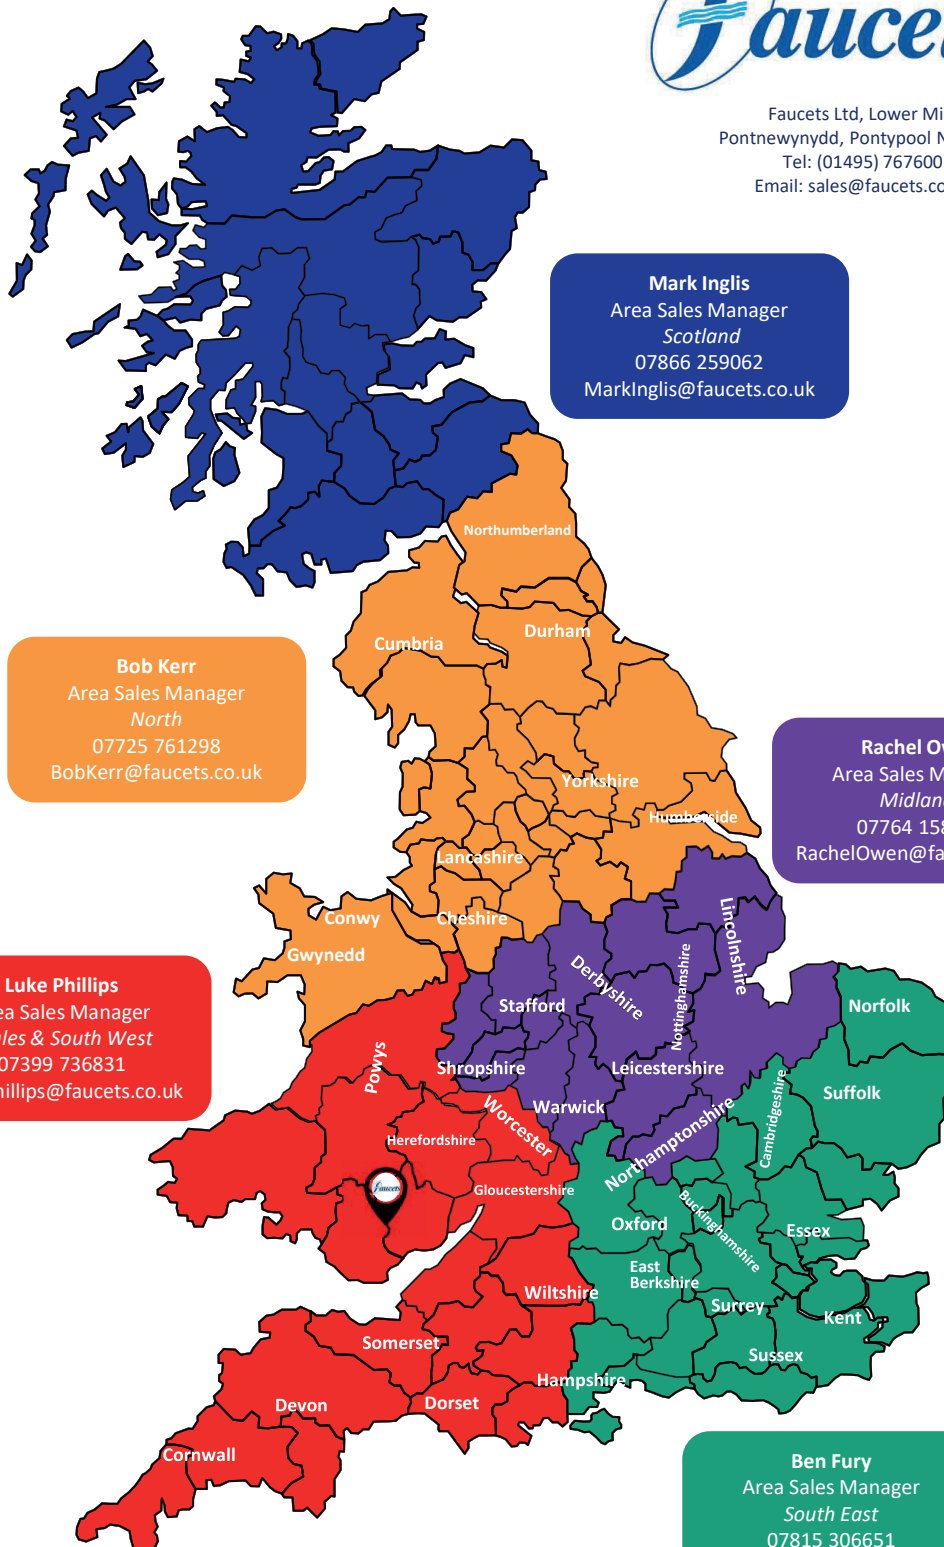 Faucets Ltd, Lower Mi
Pontnewynydd, Pontypool N
Tel: (01495) 767600
Email: sales@faucets.co
Mark Inglis
Area Sales Manager
Scotland
07866 259062
MarkInglis@faucets.co.uk
Northumberland
Cumbria
Durham
Bob Kerr
Area Sales Manager
North
07725 761298
BobKerr@faucets.co.uk
Rachel Ow
Area Sales M
Midlan
07764 158
RachelOwen@fa
Yorkshire
Humberside
Lancashire
Conwy
Cheshire
Gwynedd
Lincolnshire
Derbyshire
Nottinghamshire
Stafford
Norfolk
Luke Phillips
ea Sales Manager
les & South West
07399 736831
hillips@faucets.co.uk
Powys
Shropshire
Leicestershire
Suffolk
Worcester
Warwick
Cambridgeshire
Northamptonshire
Herefordshire
Faucets
Gloucestershire
Oxford
Buckinghamshire
Essex
East
Berkshire
Wiltshire
Surrey
Kent
Somerset
Sussex
Hampshire
Devon
Dorset
Cornwall
Ben Fury
Area Sales Manager
South East
07815 306651